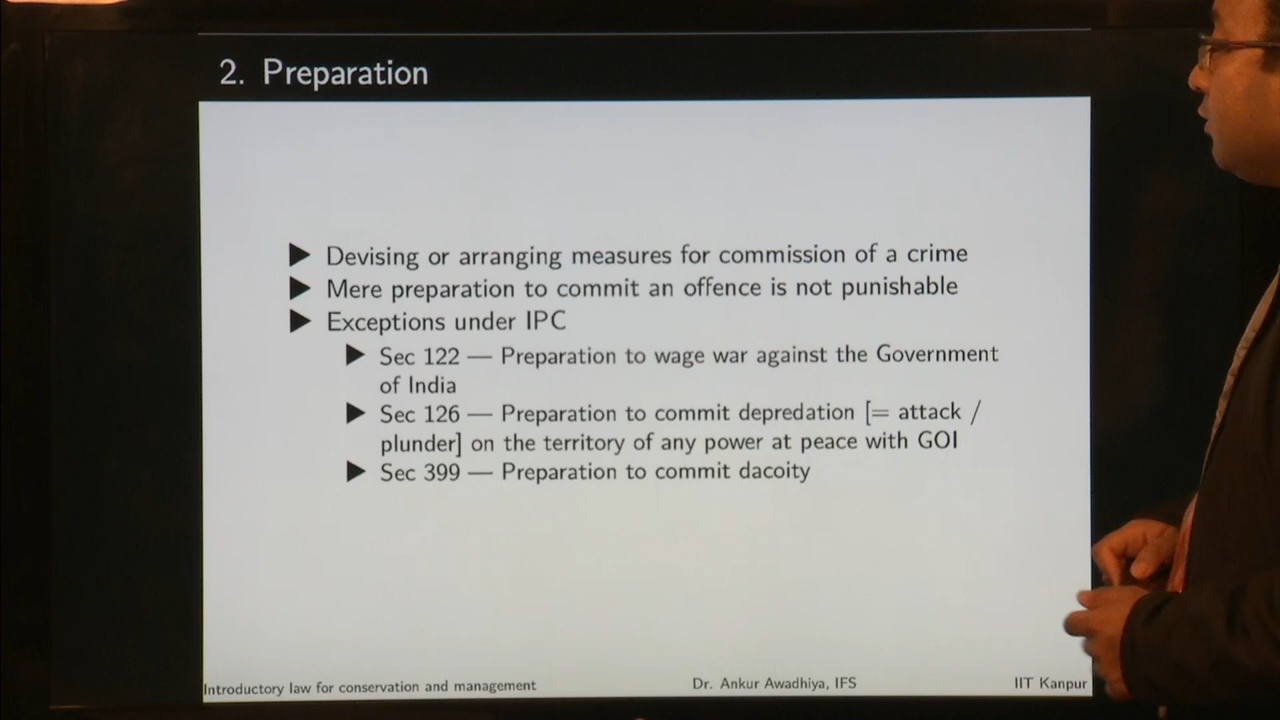 2. Preparation
▶ Devising or arranging measures for commission of a crime
▶ Mere preparation to commit an offence is not punishable
▶ Exceptions under IPC
▶ Sec 122 — Preparation to wage war against the Government
of India
▶ Sec 126 — Preparation to commit depredation [= attack /
plunder] on the territory of any power at peace with GOI
▶ Sec 399 — Preparation to commit dacoity
Introductory law for conservation and management Dr. Ankur Awadhiya, IFS IIT Kanpur